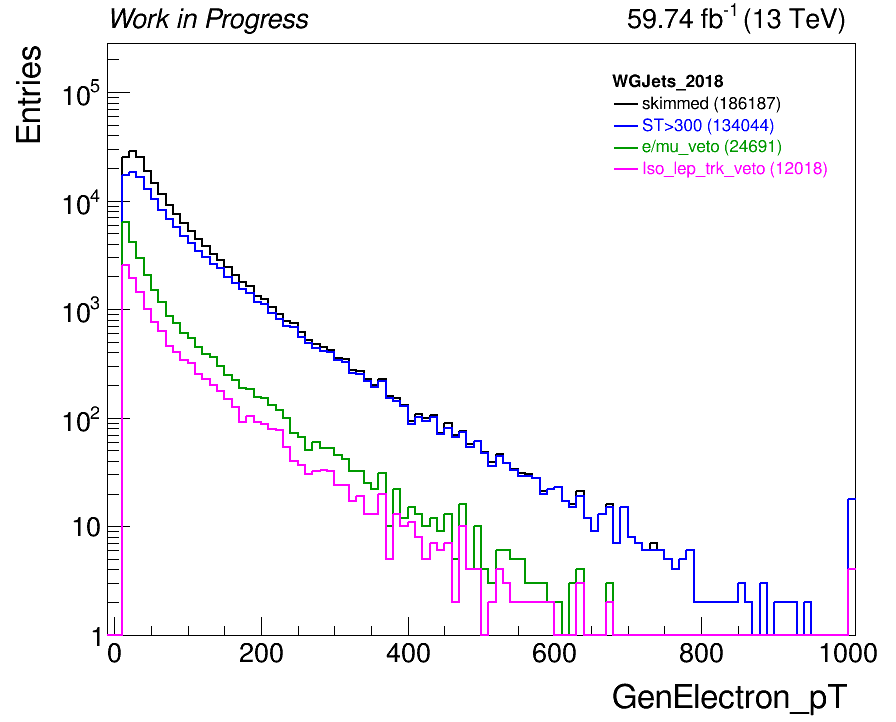 Work in Progress
59.74 fb-1 (13 TeV)
Entries
WGJets_2018
skimmed (186187)
ST>300 (134044)
e/mu_veto (24691)
Iso_lep_trk_veto (12018)
10^5
10^4
10^3
10^2
10
1
0 200 400 600 800 1000
GenElectron_pT